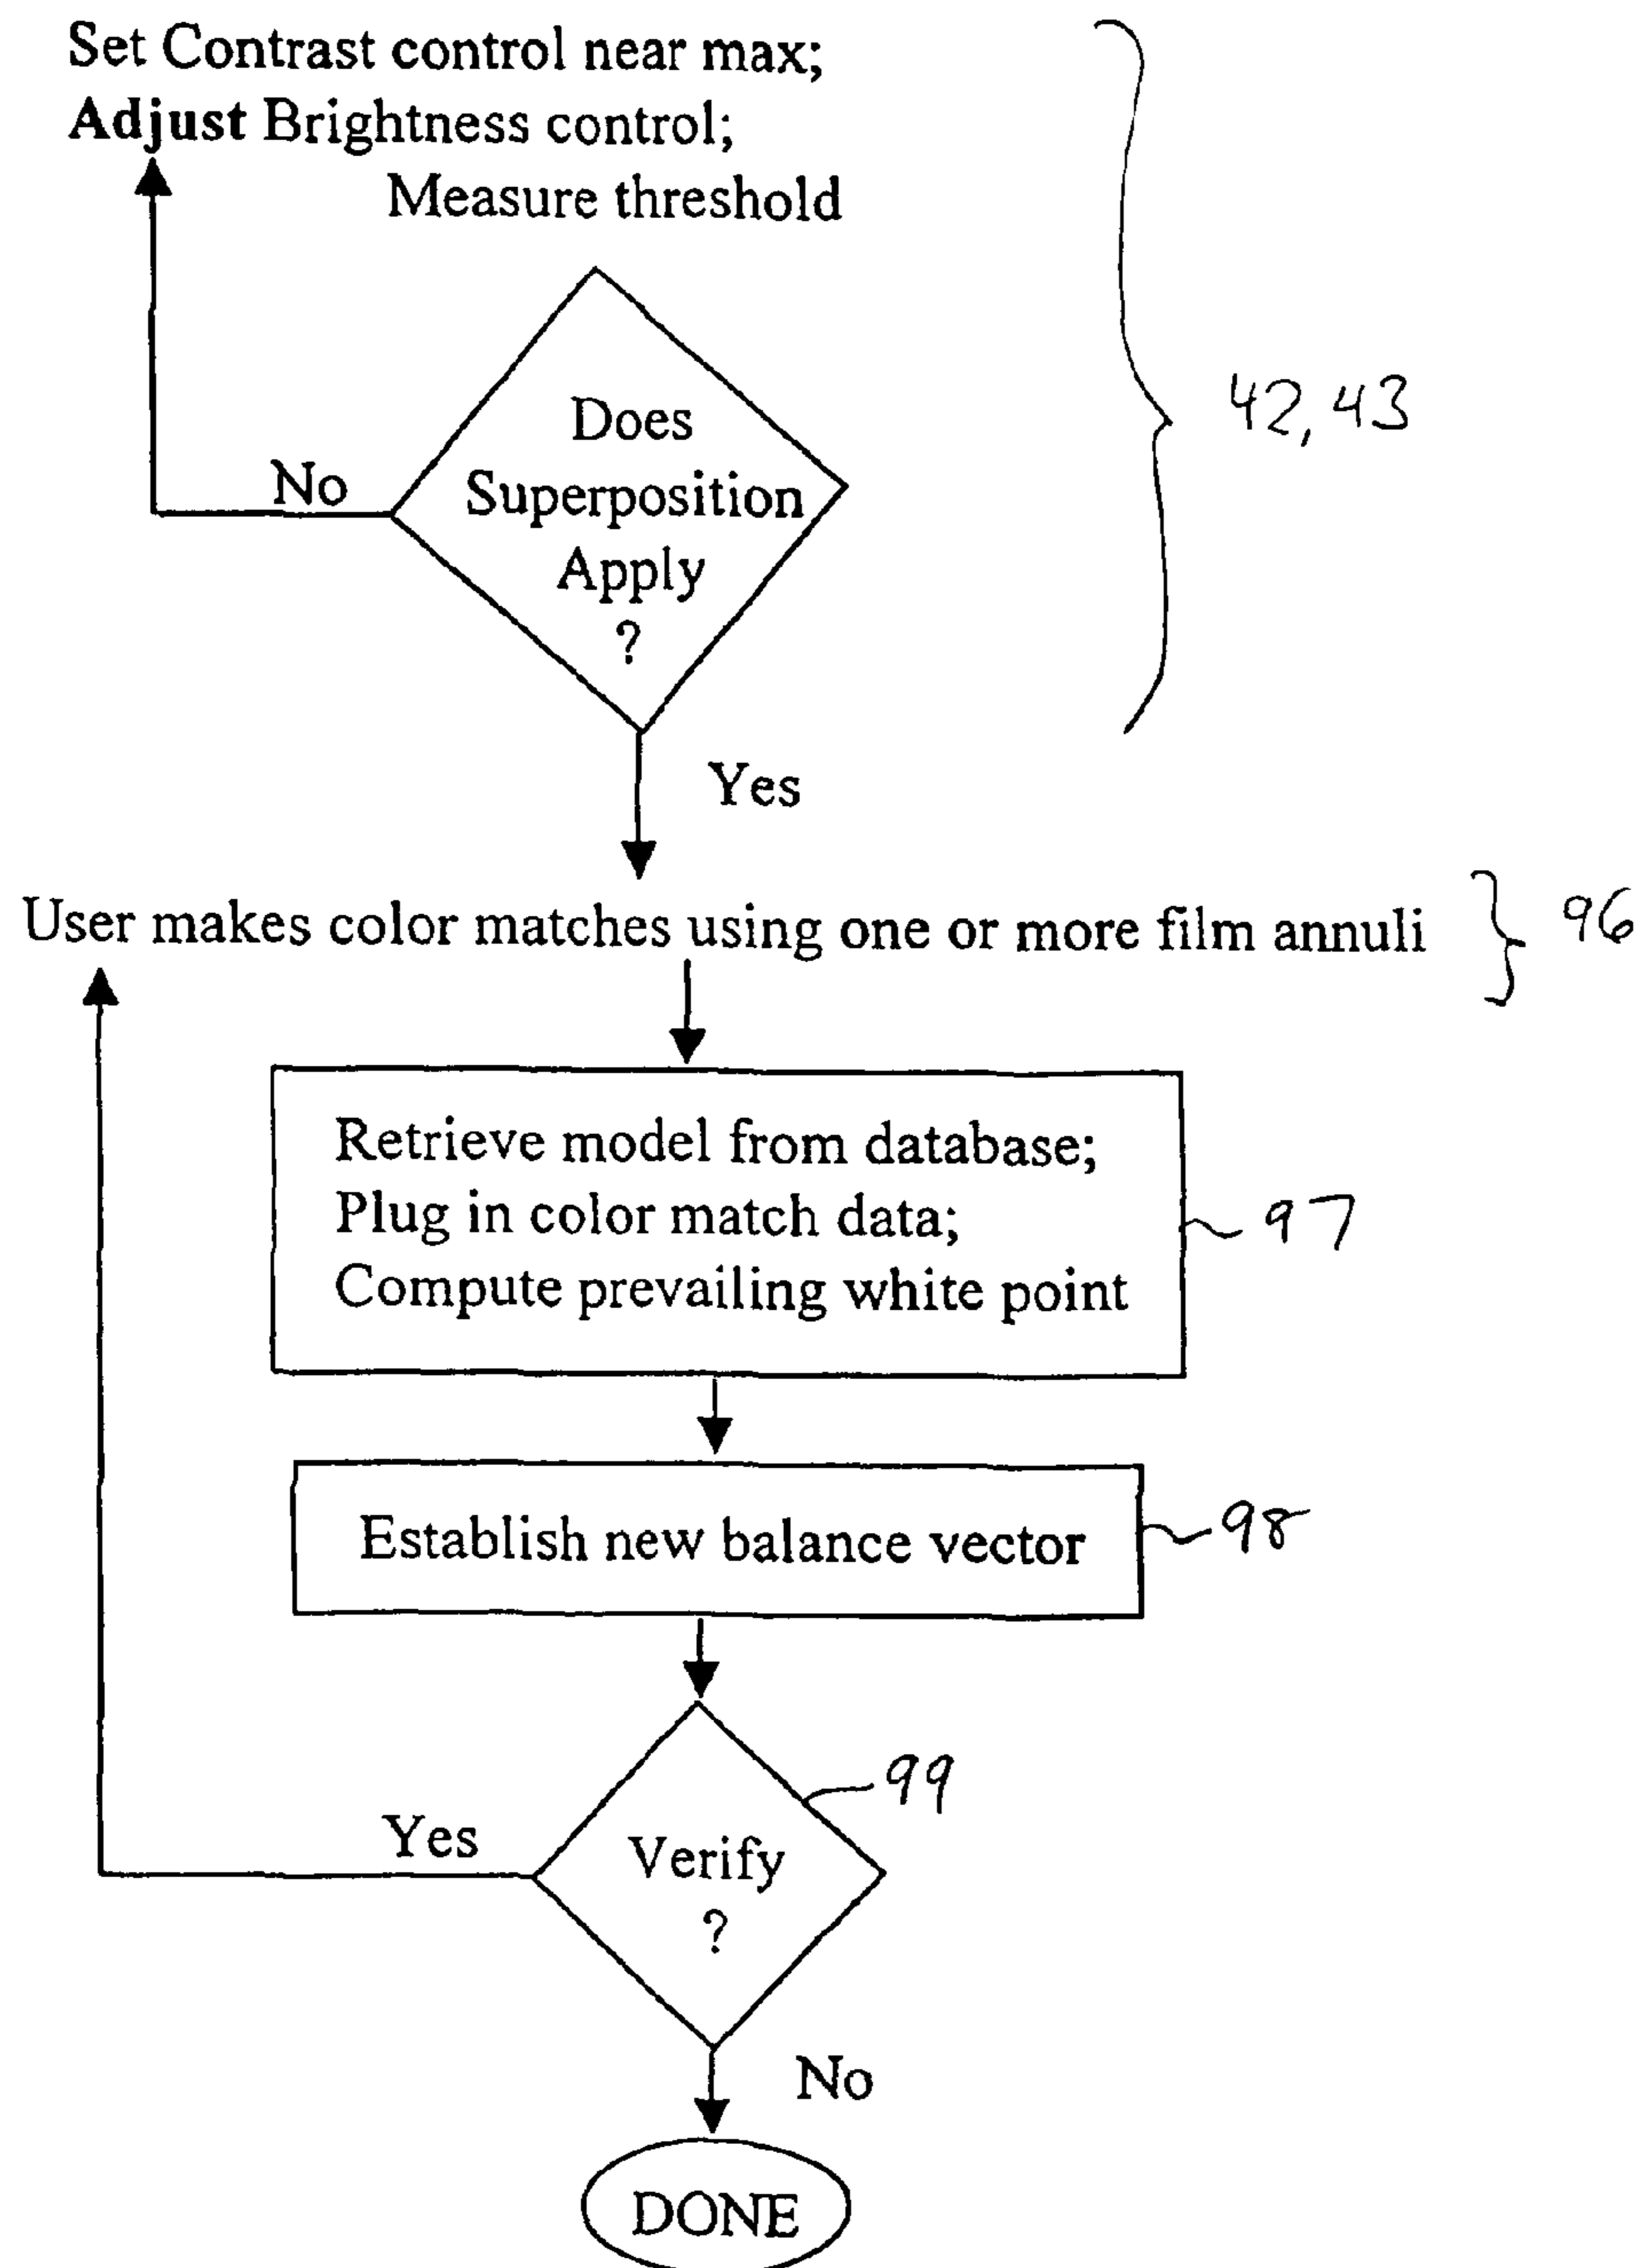 Set Contrast control near max;
Adjust Brightness control;
Measure threshold
Does
Superposition
Apply
?
No
42,43
Yes
User makes color matches using one or more film annuli
96
Retrieve model from database;
Plug in color match data;
Compute prevailing white point
97
Establish new balance vector
98
99
Verify
?
Yes
No
DONE